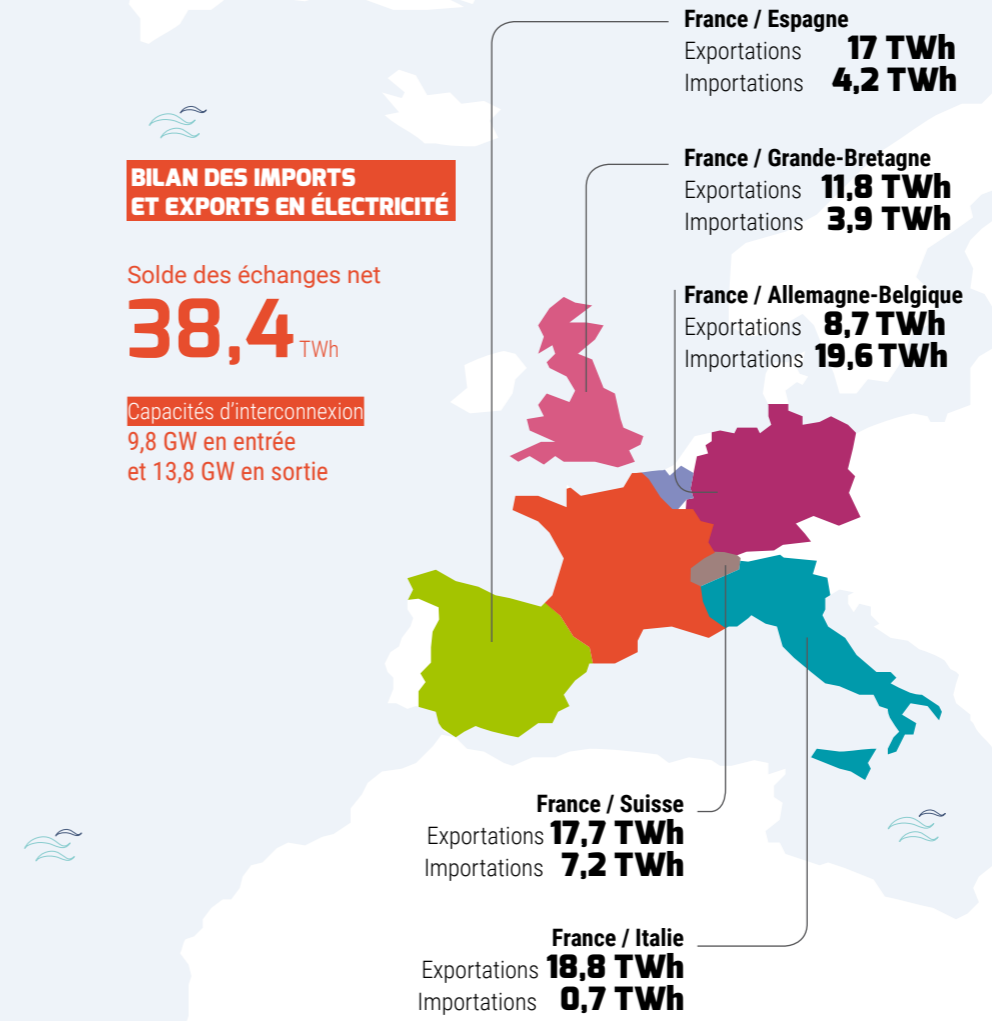 BILAN DES IMPORTS
ET EXPORTS EN ÉLECTRICITÉ
Solde des échanges net
38,4 TWh
Capacités d'interconnexion
9,8 GW en entrée
et 13,8 GW en sortie
France / Espagne
Exportations 17 TWh
Importations 4,2 TWh
France / Grande-Bretagne
Exportations 11,8 TWh
Importations 3,9 TWh
France / Allemagne-Belgique
Exportations 8,7 TWh
Importations 19,6 TWh
France / Suisse
Exportations 17,7 TWh
Importations 7,2 TWh
France / Italie
Exportations 18,8 TWh
Importations 0,7 TWh